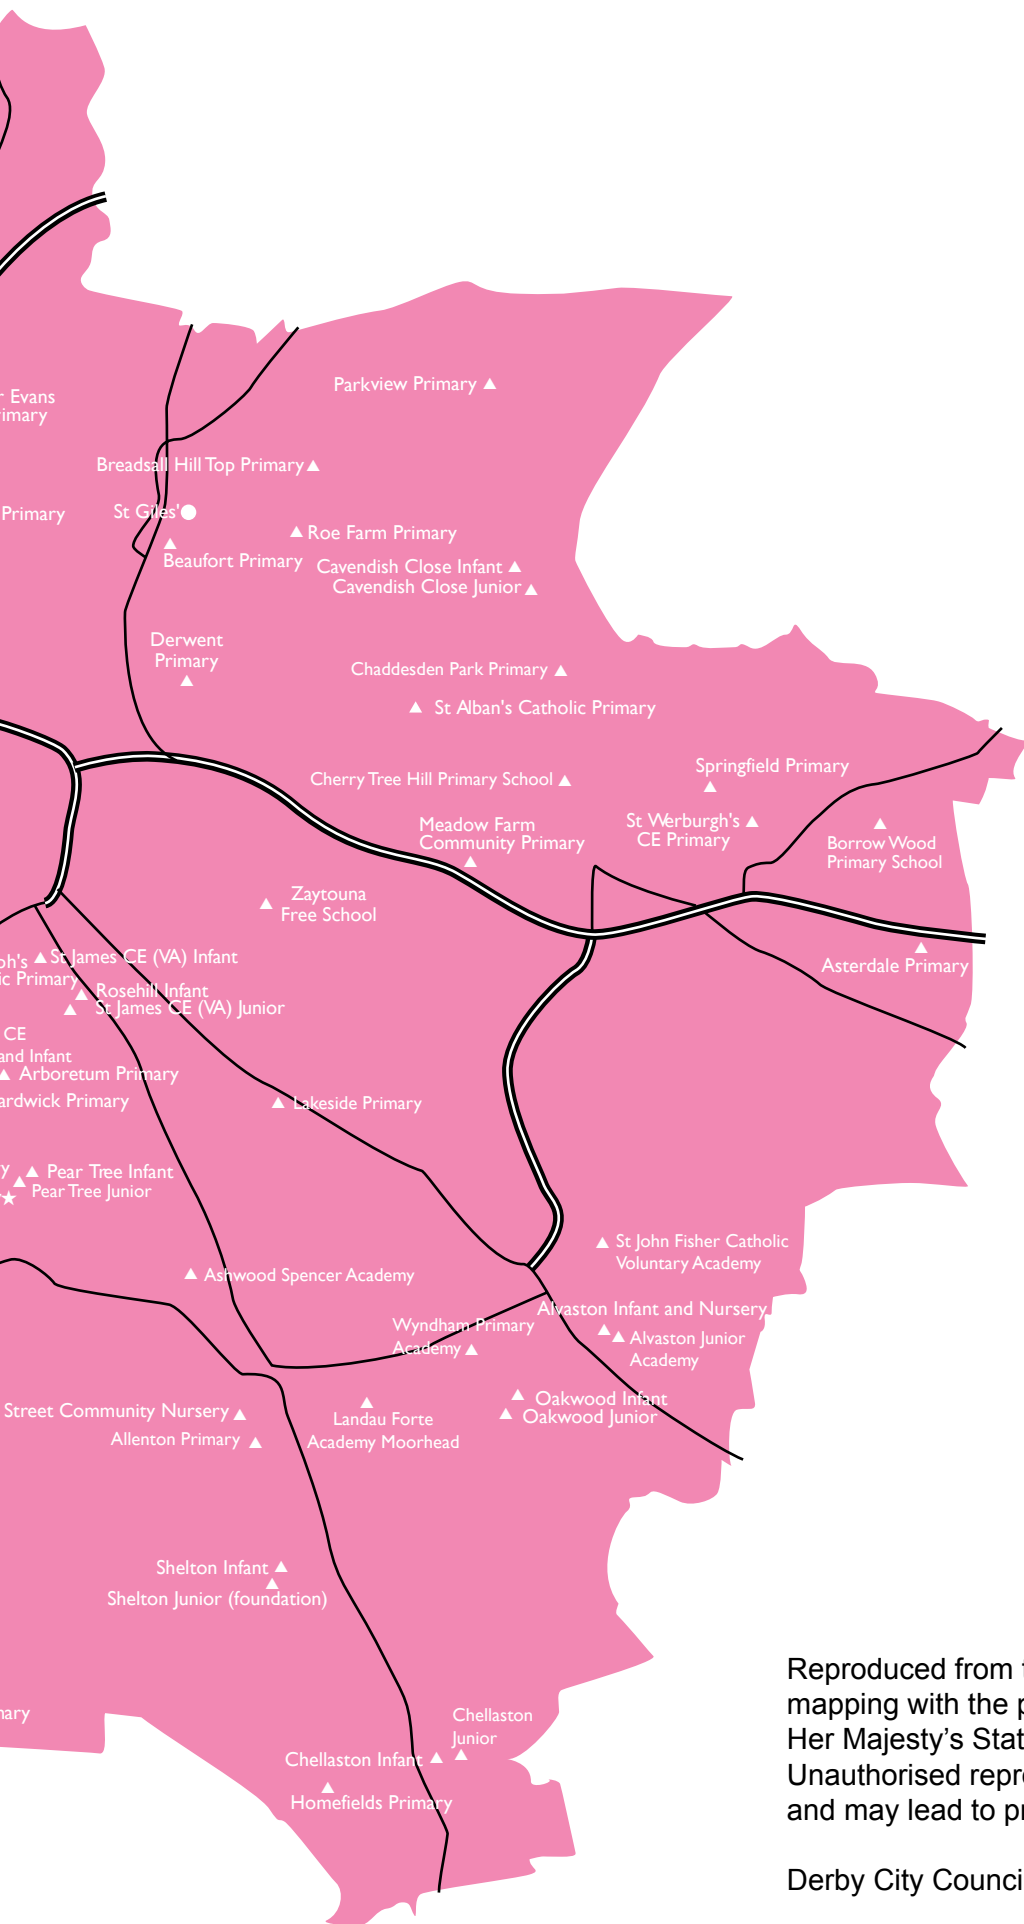 Evans
Parkview Primary
Breadsall Hill Top Primary
Primary
St Giles'
Roe Farm Primary
Beaufort Primary
Cavendish Close Infant
Cavendish Close Junior
Derwent
Primary
Chaddesden Park Primary
St Alban's Catholic Primary
Springfield Primary
Cherry Tree Hill Primary School
St Werburgh's
CE Primary
Meadow Farm
Community Primary
Borrow Wood
Primary School
Zaytouna
Free School
Asterdale Primary
St James CE (VA) Infant
Primary
Rosehill Infant
St James CE (VA) Junior
CE
and Infant
Arboretum Primary
Primary
Lakeside Primary
Pear Tree Infant
Pear Tree Junior
St John Fisher Catholic
Voluntary Academy
Ashwood Spencer Academy
Alvaston Infant and Nursery
Wyndham Primary
Academy
Alvaston Junior
Academy
Oakwood Infant
Oakwood Junior
Street Community Nursery
Landau Forte
Academy Moorhead
Allenton Primary
Shelton Infant
Shelton Junior (foundation)
Chellaston
Junior
Chellaston Infant
Homefields Primary
Reproduced from
mapping with the
Her Majesty's
Unauthorised
and may lead to
Derby City